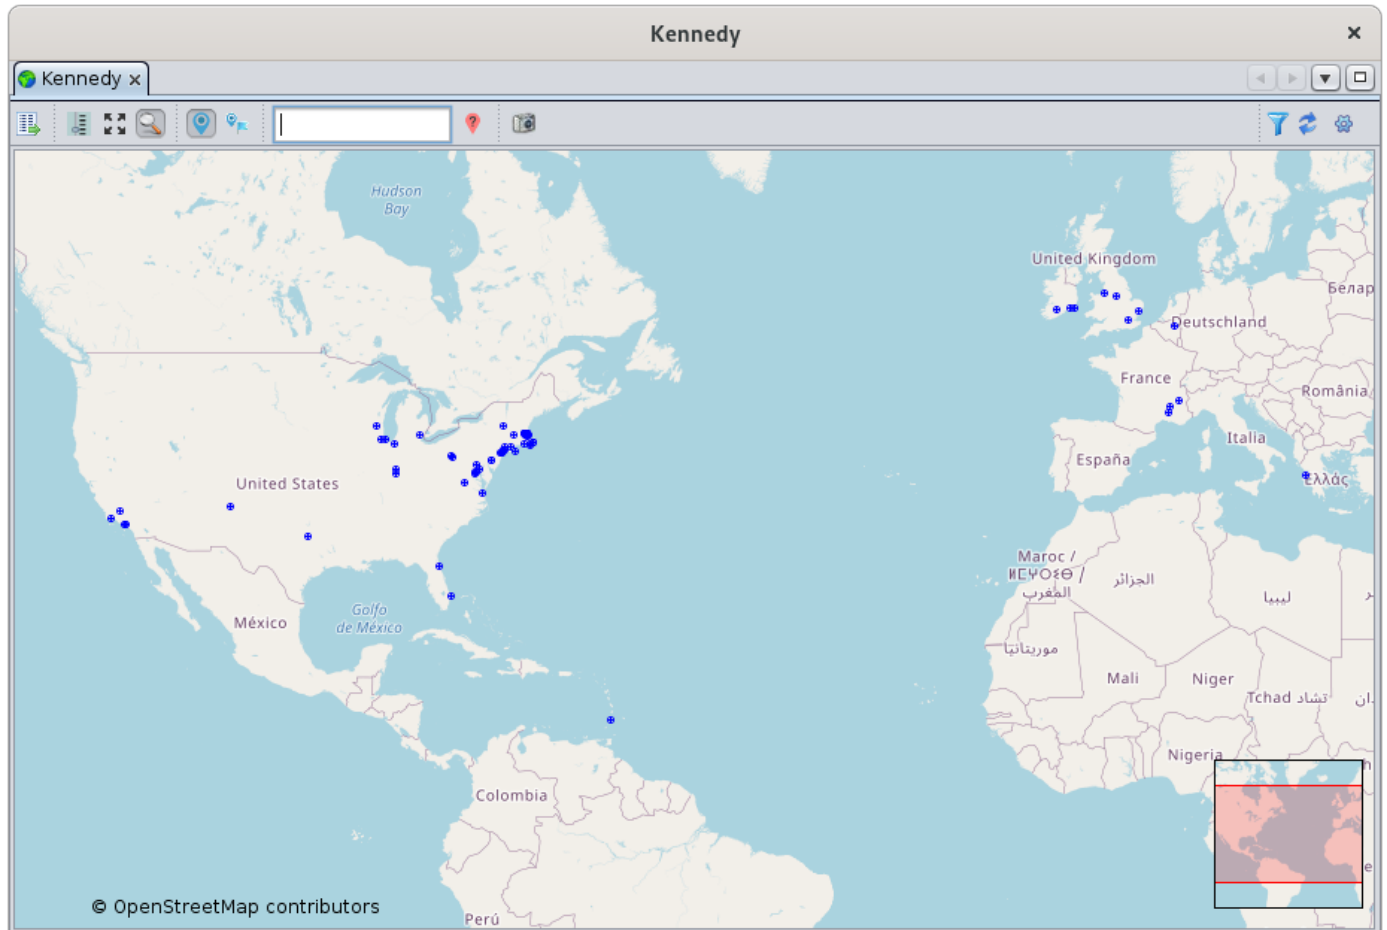 Kennedy
Kennedy
Hudson
Bay
United Kingdom
Белар
Deutschland
France
România
Italia
España
Ελλάς
United States
Maroc /
ⵍⵎⵖⵔⵉⴱ /
المغرب
الجزائر
ليبيا
Golfo
de México
México
موريتانيا
Mali
Niger
Tchad تشاد
Nigeria
Colombia
© OpenStreetMap contributors
Perú